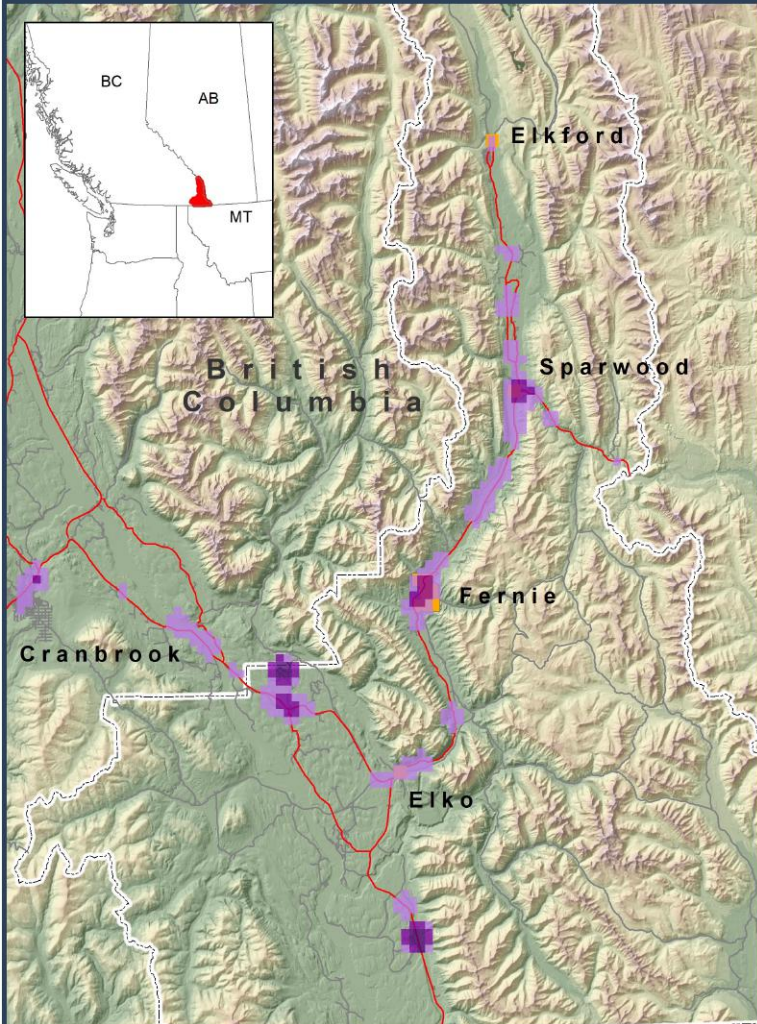 BC
AB
MT
Elkford
Sparwood
British
Columbia
Fernie
Cranbrook
Elko